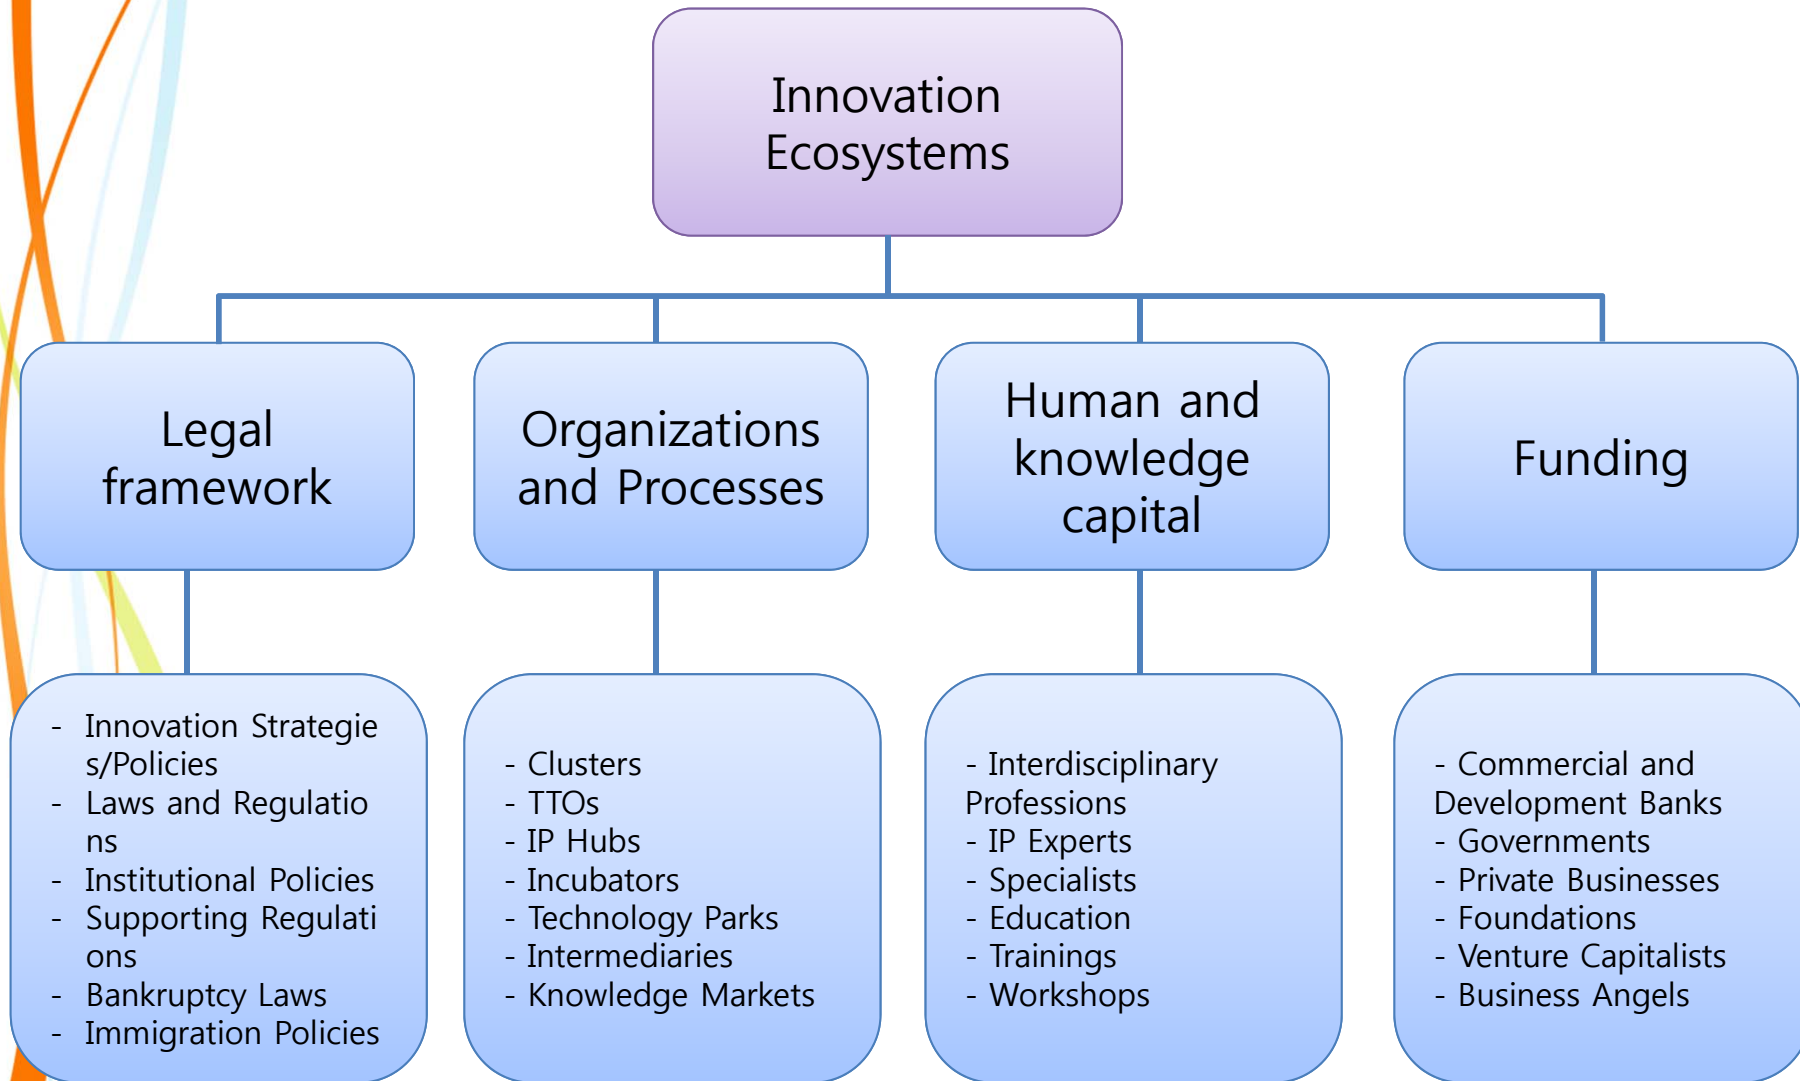 Innovation
Ecosystems
Legal
framework
Organizations
and Processes
Human and
knowledge
capital
Funding
- Innovation Strategie
s/Policies
- Laws and Regulatio
ns
- Institutional Policies
- Supporting Regulati
ons
- Bankruptcy Laws
- Immigration Policies
- Clusters
- TTOs
- IP Hubs
- Incubators
- Technology Parks
- Intermediaries
- Knowledge Markets
- Interdisciplinary
Professions
- IP Experts
- Specialists
- Education
- Trainings
- Workshops
- Commercial and
Development Banks
- Governments
- Private Businesses
- Foundations
- Venture Capitalists
- Business Angels